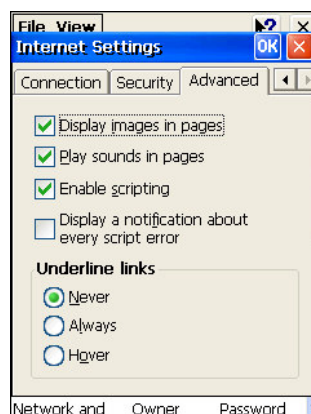 File View
?
Internet Settings OK
Connection Security Advanced
Display images in pages
Play sounds in pages
Enable scripting
Display a notification about
every script error
Underline links
Never
Always
Hover
Network and Owner Password